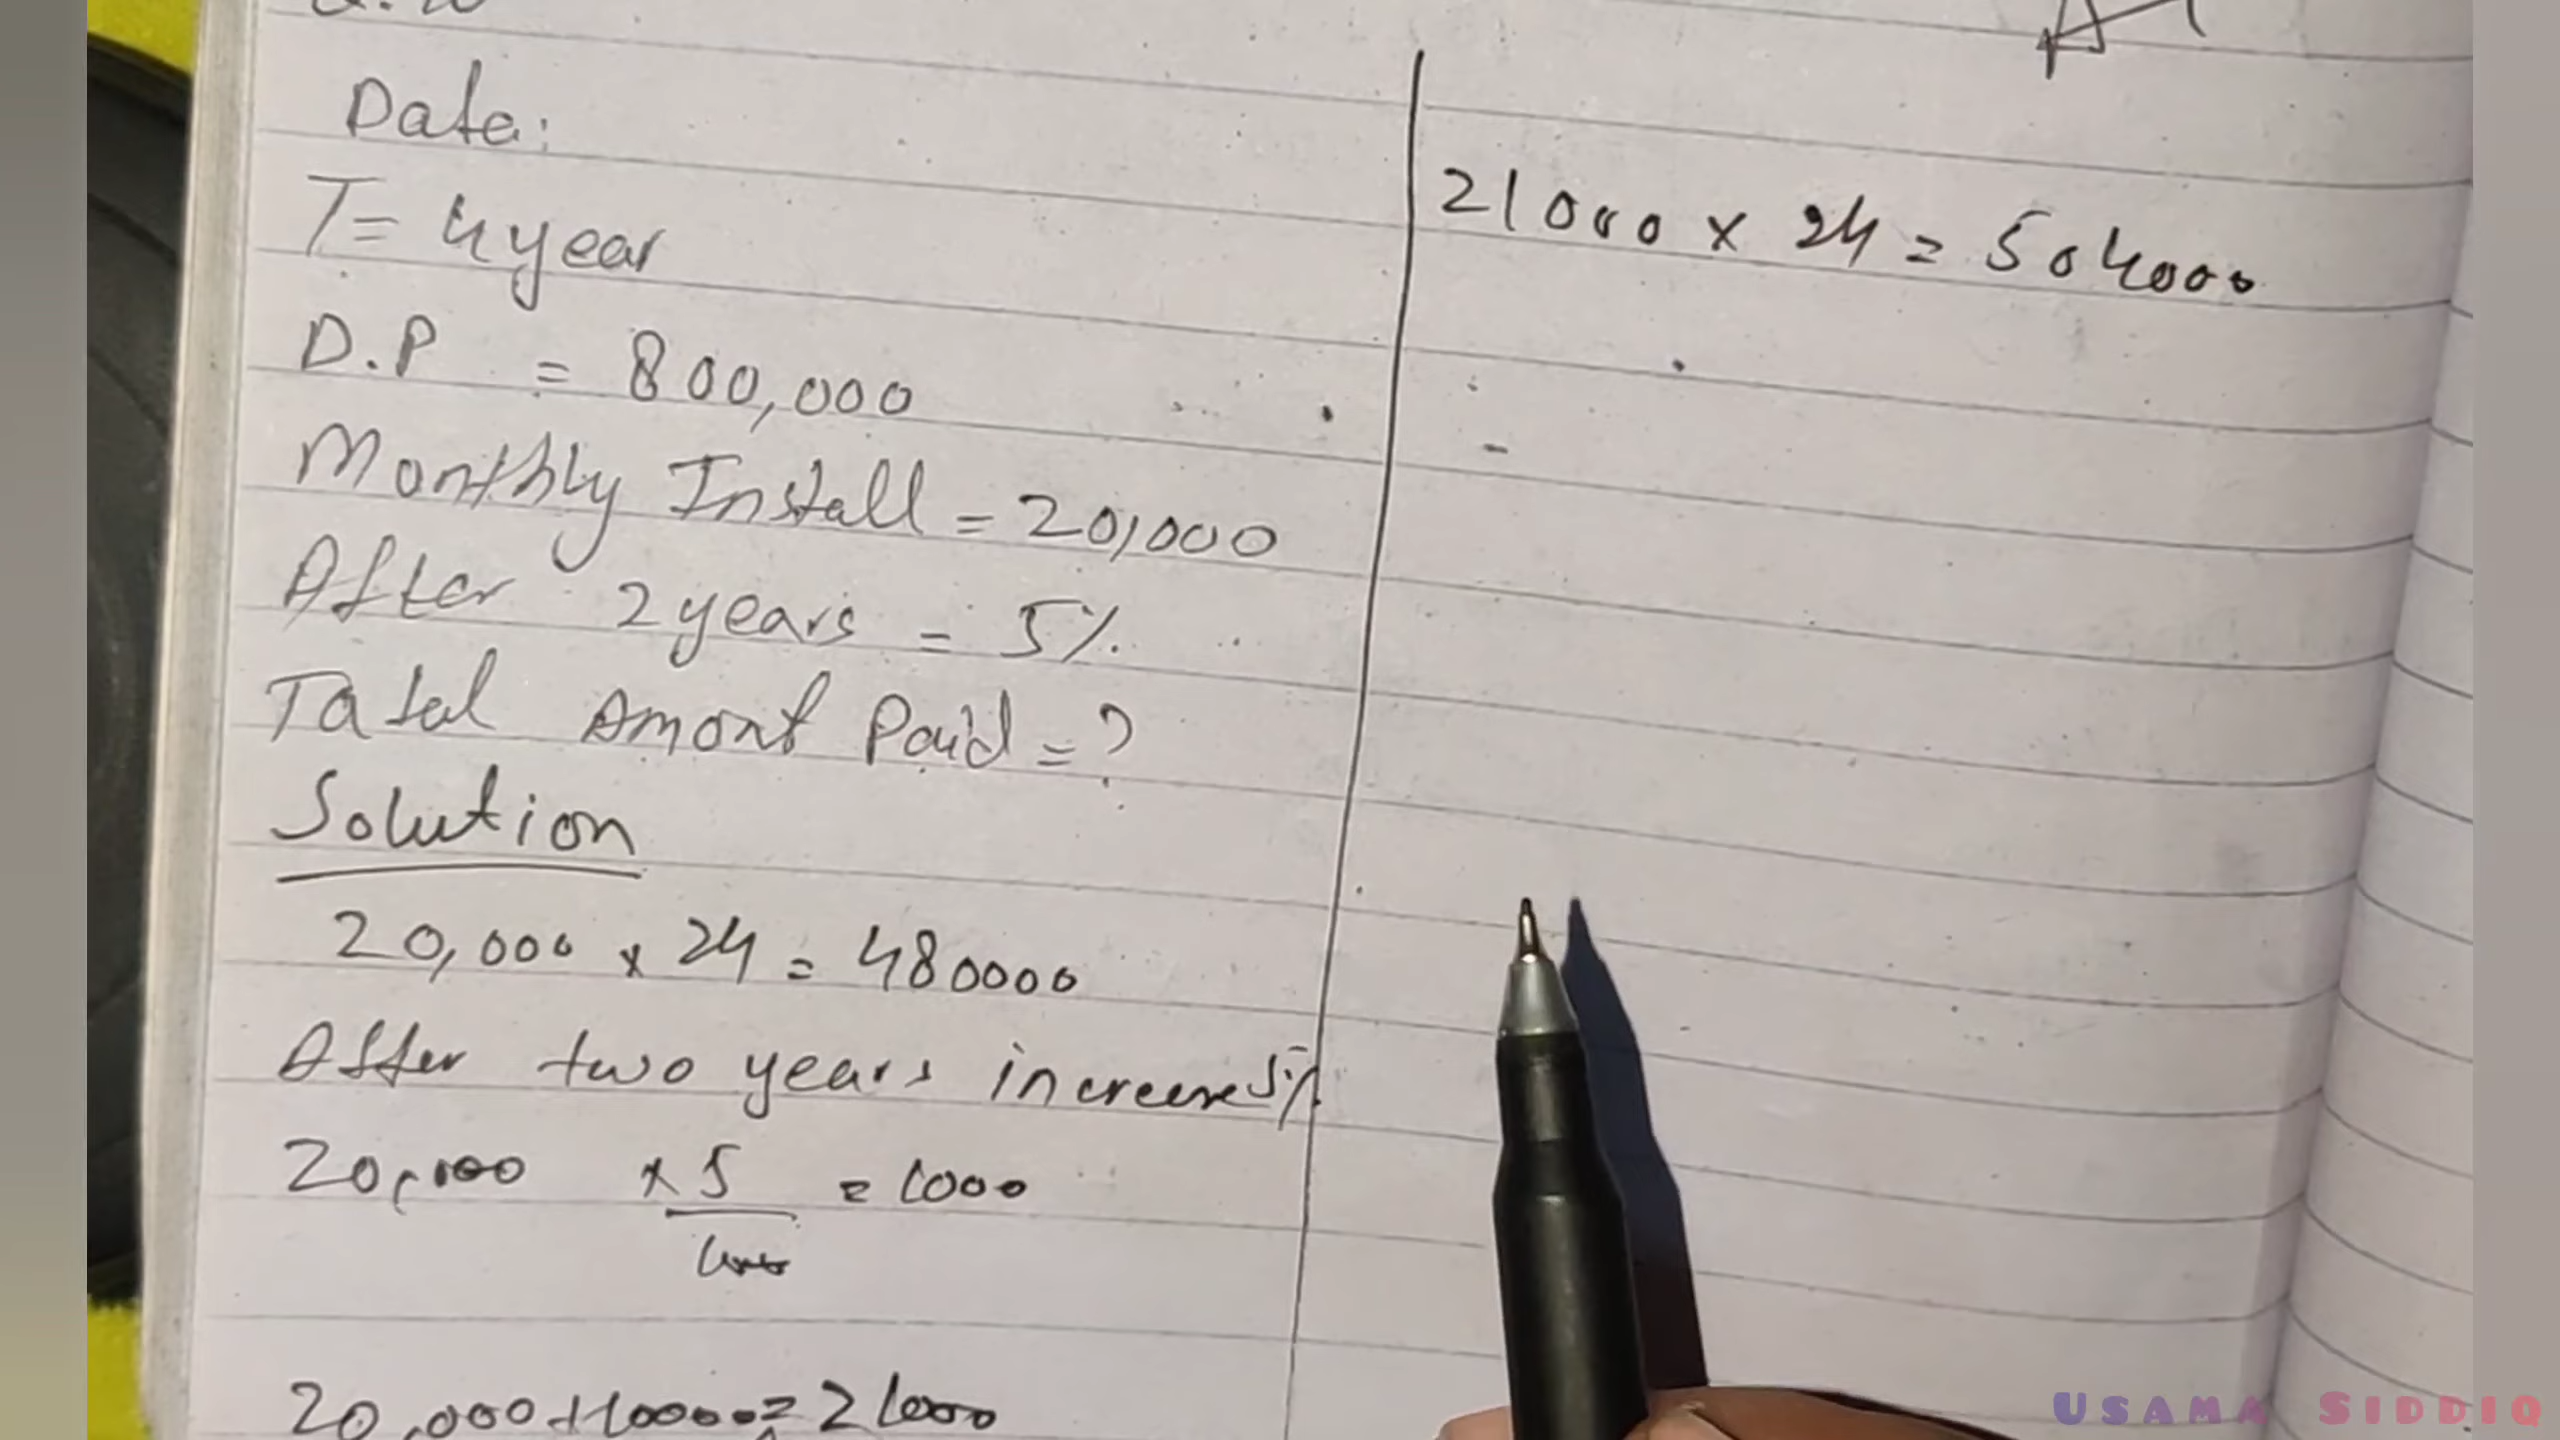 Data:
T= 4 year
D.P = 800,000
Monthly Install = 20,000
After 2 years = 5%
Tatal Amont Paid = ?
Solution
20,000 x 24 = 480000
After two years increese 5%
20,000 x 5 = 1000
100
20,000+1000 = 21000
21000 x 24 = 504000
USAMA SIDDIQ